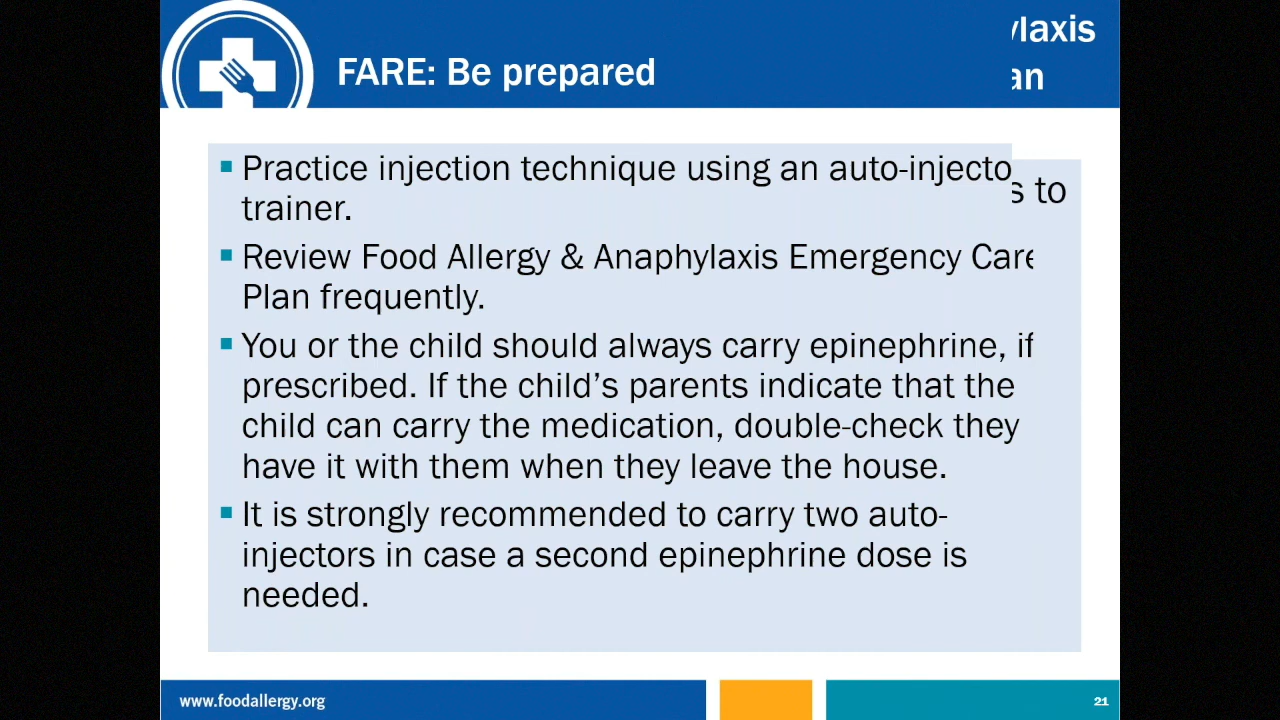 ylaxis
FARE: Be prepared
an
Practice injection technique using an auto-injecto
trainer.
s to
Review Food Allergy & Anaphylaxis Emergency Care
Plan frequently.
You or the child should always carry epinephrine, if
prescribed. If the child’s parents indicate that the
child can carry the medication, double-check they
have it with them when they leave the house.
It is strongly recommended to carry two auto-
injectors in case a second epinephrine dose is
needed.
www.foodallergy.org
21